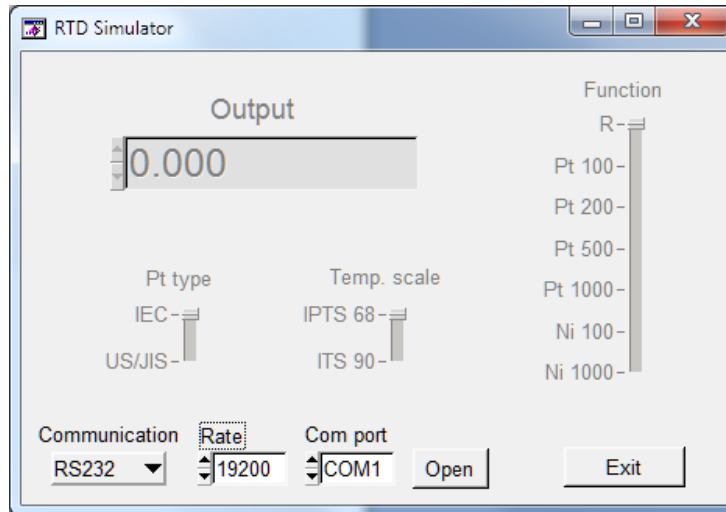 RTD Simulator
Output
0.000
Function
R
Pt 100
Pt 200
Pt 500
Pt 1000
Ni 100
Ni 1000
Pt type
IEC
US/JIS
Temp. scale
IPTS 68
ITS 90
Communication
RS232
Rate
19200
Com port
COM1
Open
Exit